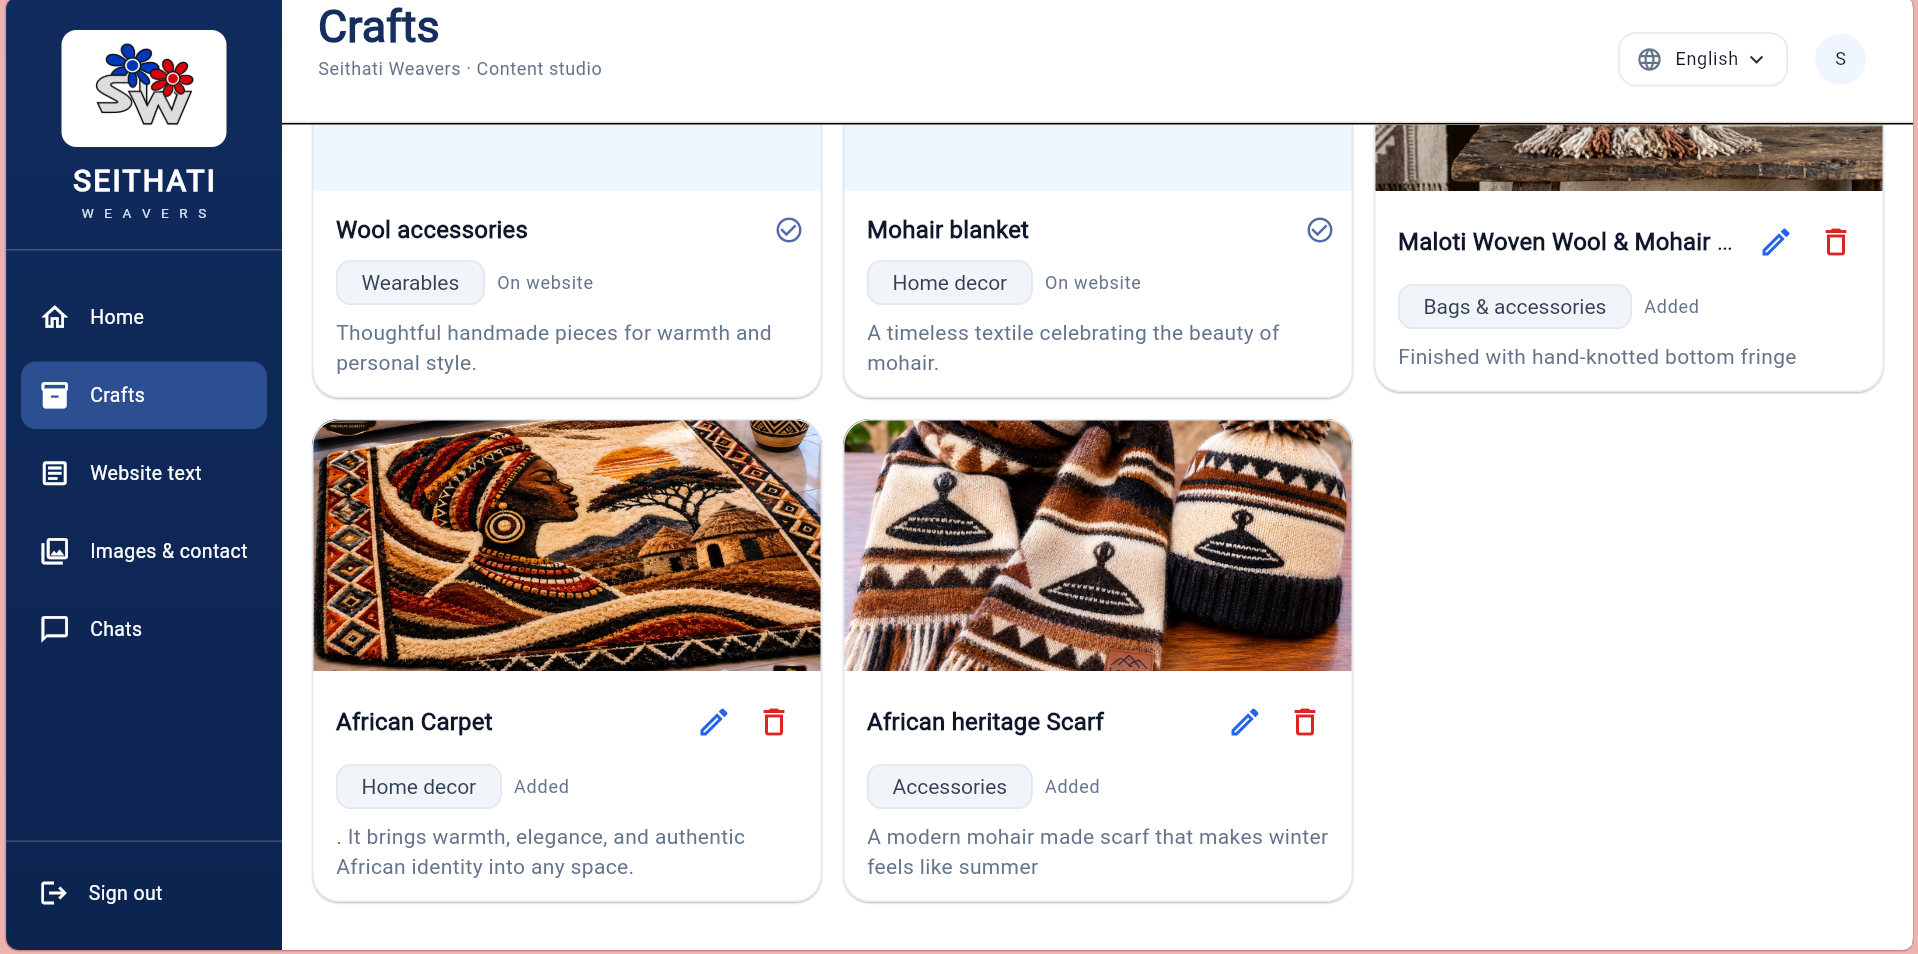 SW
SEITHATI
WEAVERS
Home
Crafts
Website text
Images & contact
Chats
Sign out
Crafts
Seithati Weavers · Content studio
English
S
Wool accessories
Wearables On website
Thoughtful handmade pieces for warmth and
personal style.
Mohair blanket
Home decor On website
A timeless textile celebrating the beauty of
mohair.
Maloti Woven Wool & Mohair ...
Bags & accessories Added
Finished with hand-knotted bottom fringe
African Carpet
Home decor Added
. It brings warmth, elegance, and authentic
African identity into any space.
African heritage Scarf
Accessories Added
A modern mohair made scarf that makes winter
feels like summer